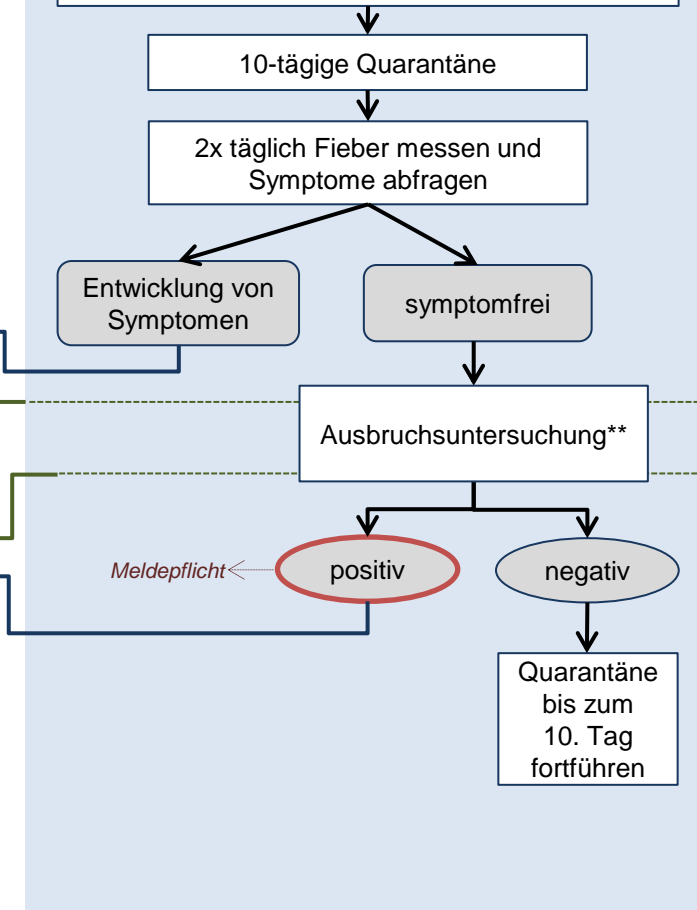 10-tägige Quarantäne
2x täglich Fieber messen und
Symptome abfragen
Entwicklung von
Symptomen
symptomfrei
Ausbruchsuntersuchung**
Meldepflicht
positiv
negativ
Quarantäne
bis zum
10. Tag
fortführen